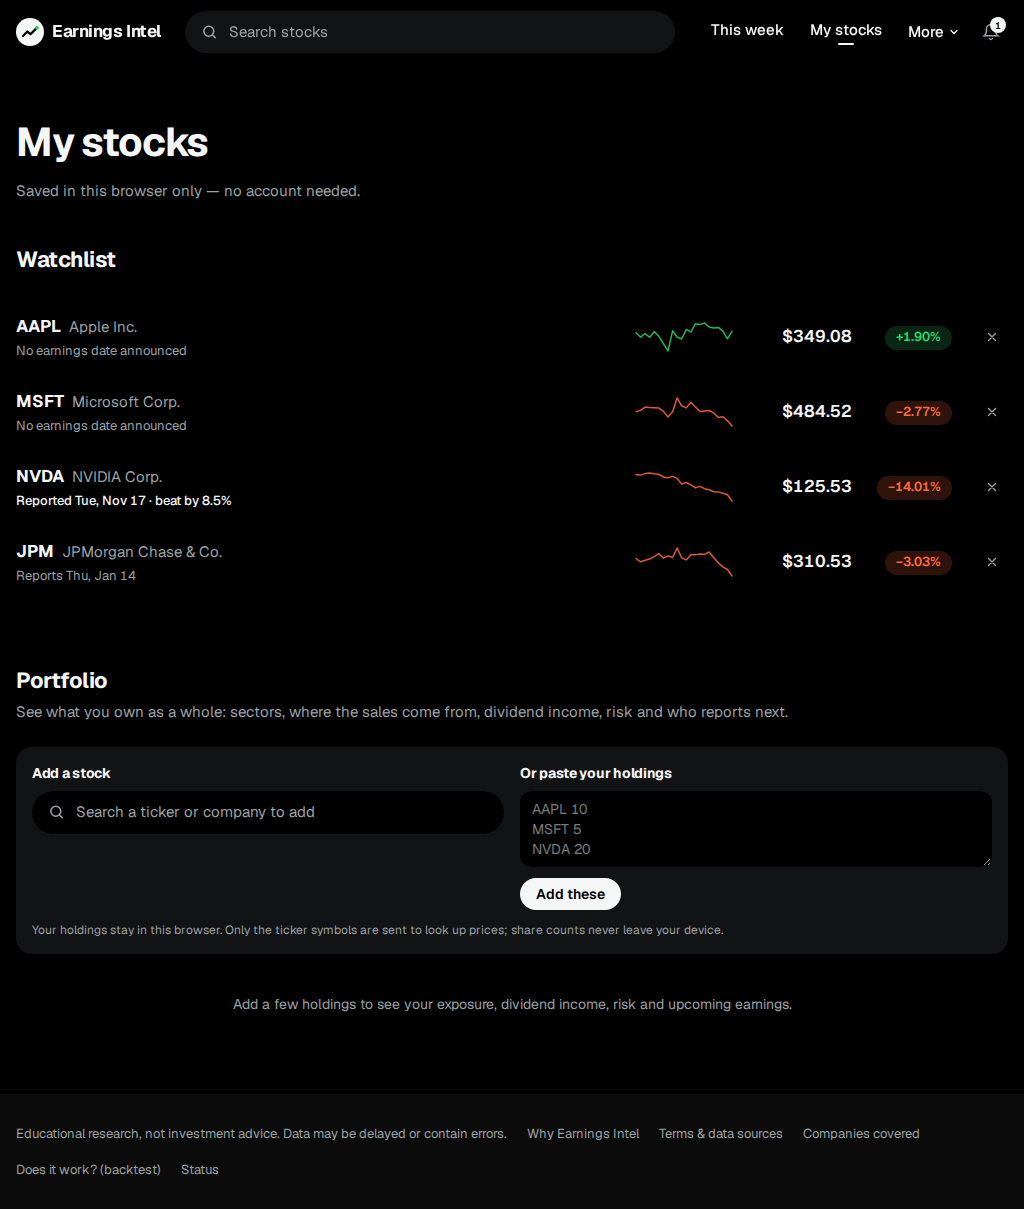 Earnings Intel
Search stocks
This week
My stocks
More
1
My stocks
Saved in this browser only — no account needed.
Watchlist
AAPL Apple Inc.
No earnings date announced
$349.08
+1.90%
MSFT Microsoft Corp.
No earnings date announced
$484.52
−2.77%
NVDA NVIDIA Corp.
Reported Tue, Nov 17 · beat by 8.5%
$125.53
−14.01%
JPM JPMorgan Chase & Co.
Reports Thu, Jan 14
$310.53
−3.03%
Portfolio
See what you own as a whole: sectors, where the sales come from, dividend income, risk and who reports next.
Add a stock
Search a ticker or company to add
Or paste your holdings
AAPL 10
MSFT 5
NVDA 20
Add these
Your holdings stay in this browser. Only the ticker symbols are sent to look up prices; share counts never leave your device.
Add a few holdings to see your exposure, dividend income, risk and upcoming earnings.
Educational research, not investment advice. Data may be delayed or contain errors.
Why Earnings Intel
Terms & data sources
Companies covered
Does it work? (backtest)
Status